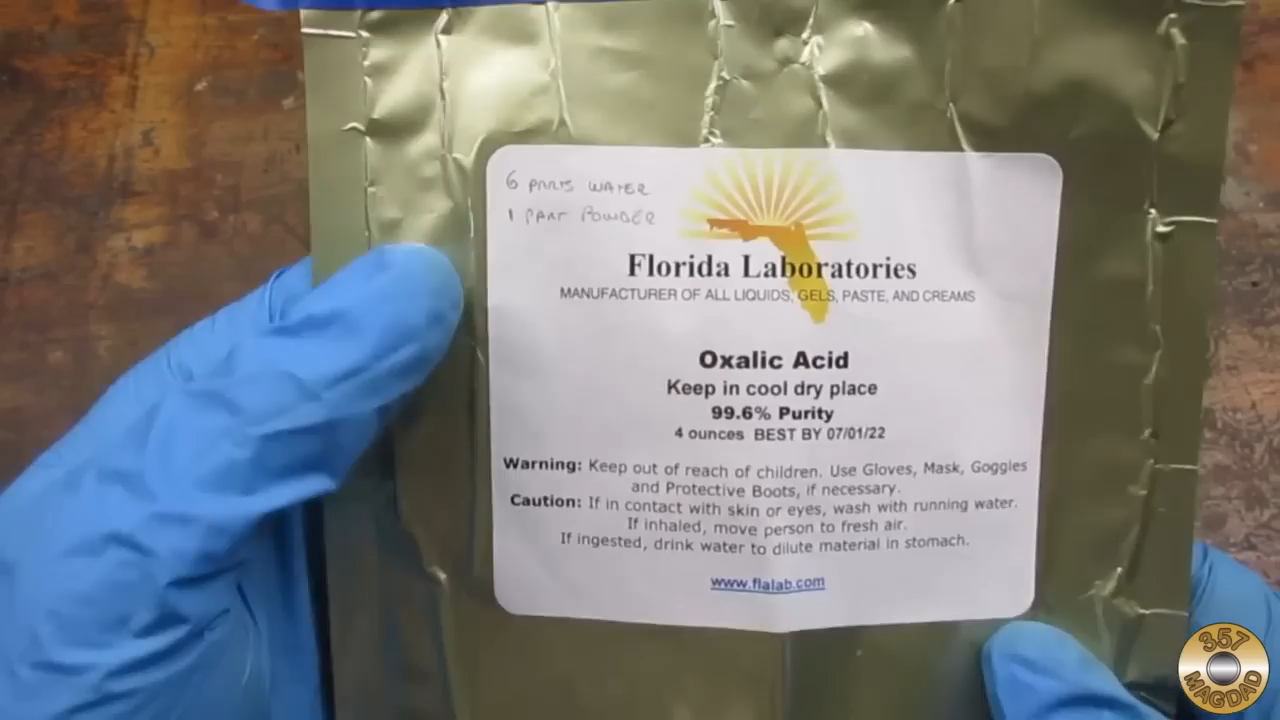 6 PARTS WATER
1 PART POWDER
Florida Laboratories
MANUFACTURER OF ALL LIQUIDS, GELS, PASTE, AND CREAMS
Oxalic Acid
Keep in cool dry place
99.6% Purity
4 ounces BEST BY 07/01/22
Warning: Keep out of reach of children. Use Gloves, Mask, Goggles
and Protective Boots, if necessary.
Caution: If in contact with skin or eyes, wash with running water.
If inhaled, move person to fresh air.
If ingested, drink water to dilute material in stomach.
www.flalab.com
357
MAGDAD